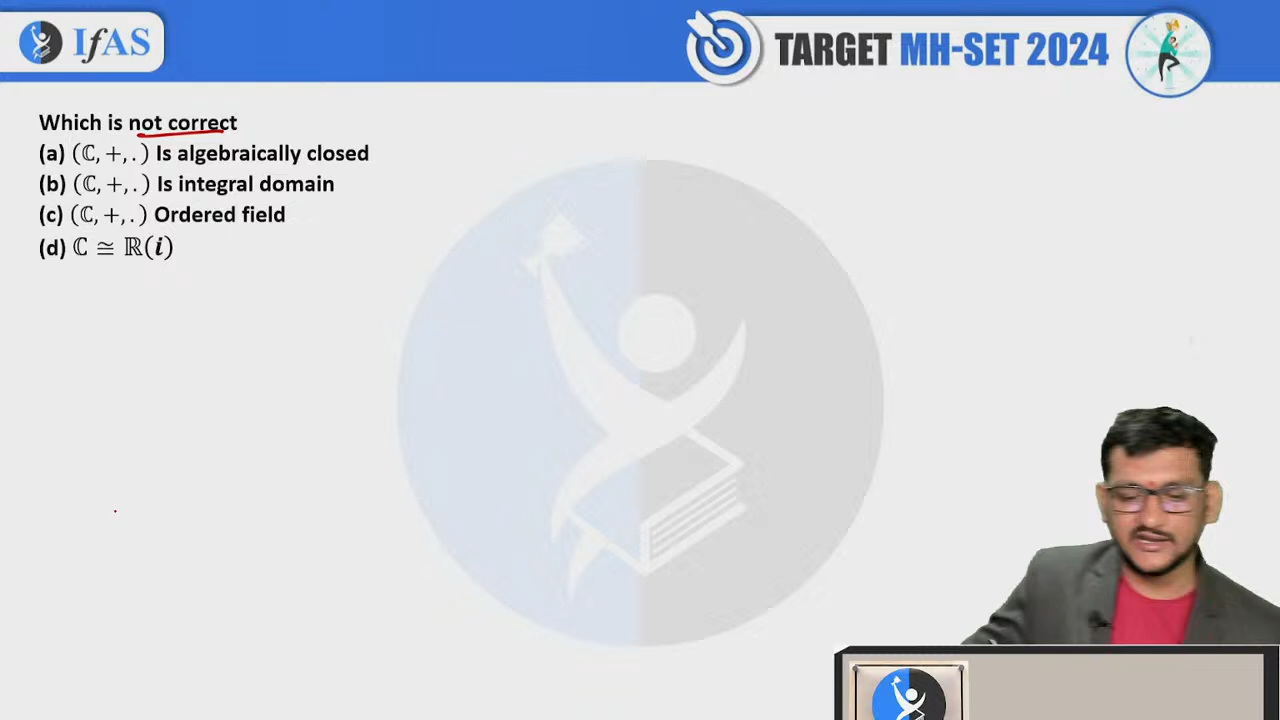 IfAS
TARGET MH-SET 2024
Which is not correct
(a) (ℂ, +, .) Is algebraically closed
(b) (ℂ, +, .) Is integral domain
(c) (ℂ, +, .) Ordered field
(d) ℂ ≅ ℝ(i)